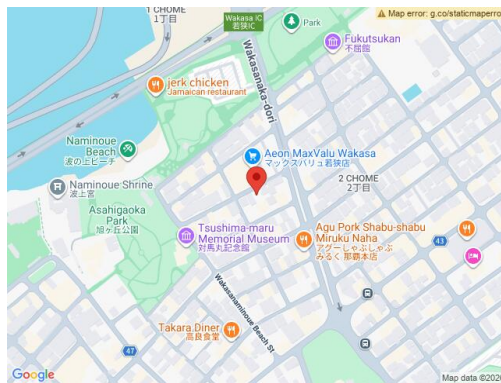 2 CHOME
1丁目
Wakasa IC
若狭IC
Park
Map error: g.co/staticmaperro
Fukutsukan
不屈館
Wakasanaka-dori
jerk chicken
Jamaican restaurant
Naminoue
Beach
波の上ビーチ
Aeon MaxValu Wakasa
マックスバリュ若狭店
Naminoue Shrine
波上宮
2 CHOME
2丁目
Asahigaoka
Park
旭ヶ丘公園
Tsushima-maru
Memorial Museum
対馬丸記念館
Agu Pork Shabu-shabu
Miruku Naha
アグーしゃぶしゃぶ
みるく 那覇本店
43
Wakasanaminoue Beach St
Takara Diner
高良食堂
47
Google
Map data ©2020